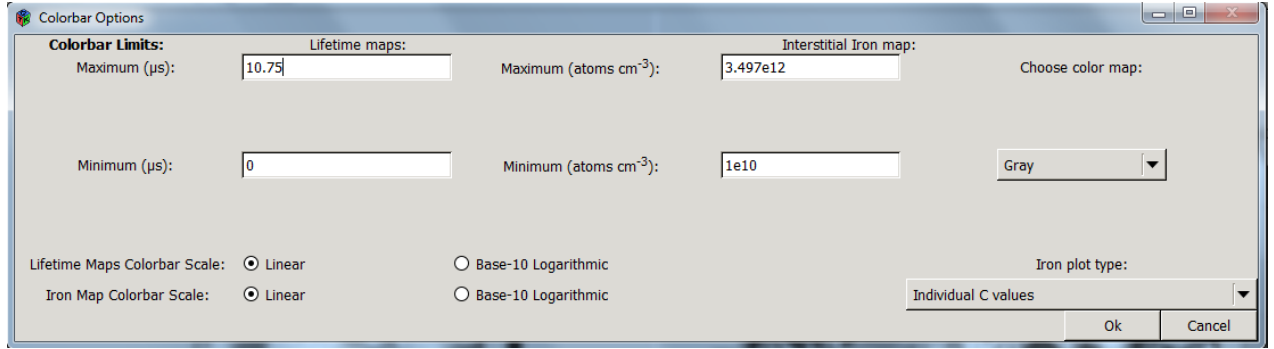 Colorbar Options
Colorbar Limits: Lifetime maps: Interstitial Iron map:
Maximum (µs): 10.75 Maximum (atoms cm⁻³): 3.497e12 Choose color map:
Minimum (µs): 0 Minimum (atoms cm⁻³): 1e10 Gray
Lifetime Maps Colorbar Scale: Linear Base-10 Logarithmic Iron plot type:
Iron Map Colorbar Scale: Linear Base-10 Logarithmic Individual C values
Ok Cancel